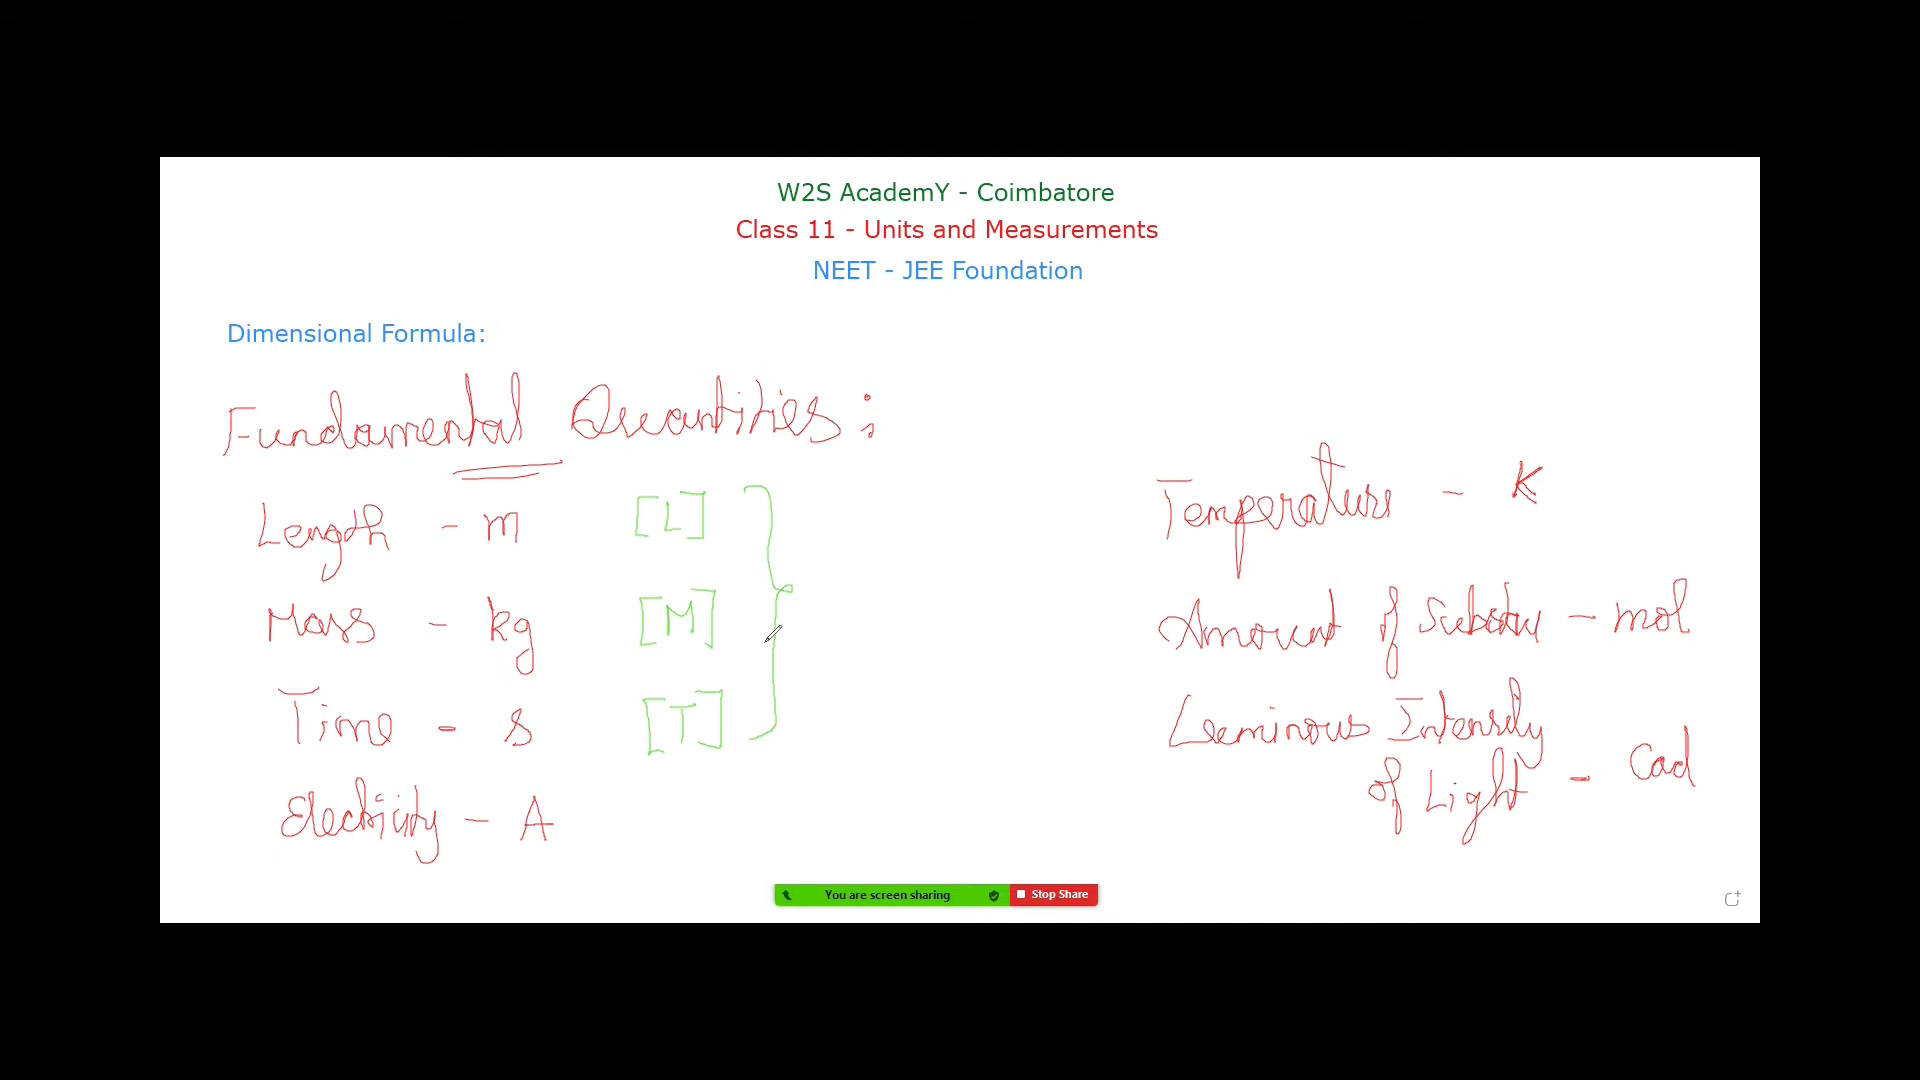 W2S AcademY - Coimbatore
Class 11 - Units and Measurements
NEET - JEE Foundation
Dimensional Formula:
Fundamental Quantities :
Length - m [L]
Mass - kg [M]
Time - s [T]
Electricity - A
Temperature - K
Amount of - mol
Luminous Intensity
of Light - Cad
You are screen sharing
Stop Share